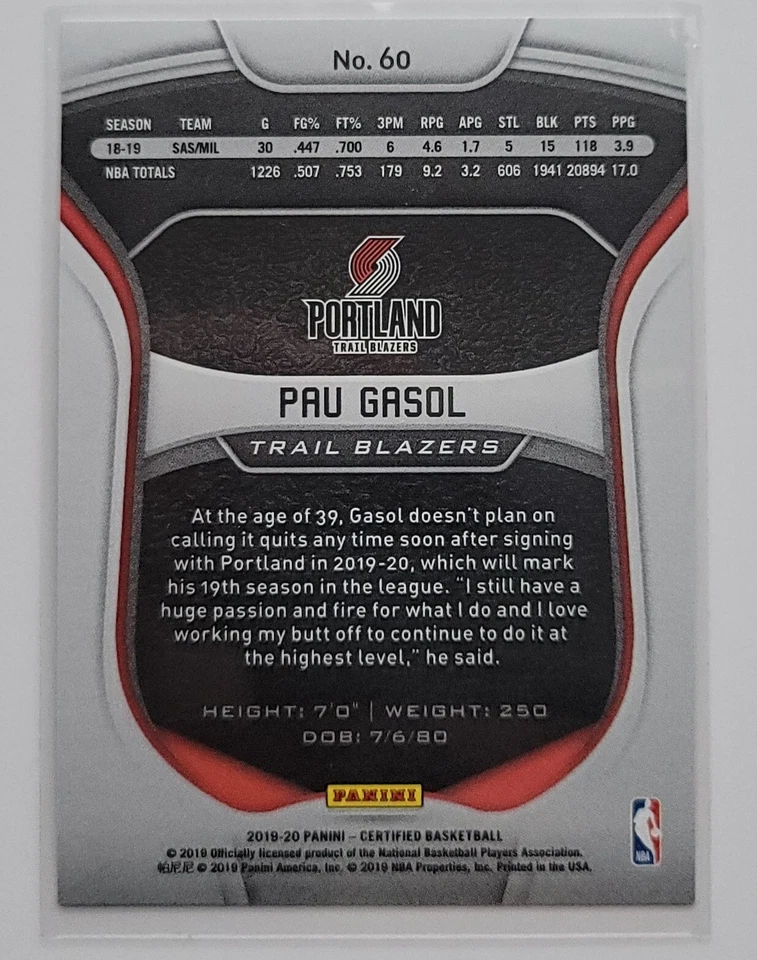 No. 60
SEASON TEAM G FG% FT% 3PM RPG APG STL BLK PTS PPG
18-19 SAS/MIL 30 .447 .700 6 4.6 1.7 5 15 118 3.9
NBA TOTALS 1226 .507 .753 179 9.2 3.2 606 1941 20894 17.0
PORTLAND
TRAIL BLAZERS
PAU GASOL
TRAIL BLAZERS
At the age of 39, Gasol doesn't plan on
calling it quits any time soon after signing
with Portland in 2019-20, which will mark
his 19th season in the league. "I still have a
huge passion and fire for what I do and I love
working my butt off to continue to do it at
the highest level," he said.
HEIGHT: 7'0" | WEIGHT: 250
DOB: 7/6/80
PANINI
2019-20 PANINI – CERTIFIED BASKETBALL
© 2019 Officially licensed product of the National Basketball Players Association.
帕尼尼 © 2019 Panini America, Inc. © 2019 NBA Properties, Inc. Printed in the USA.
NBA